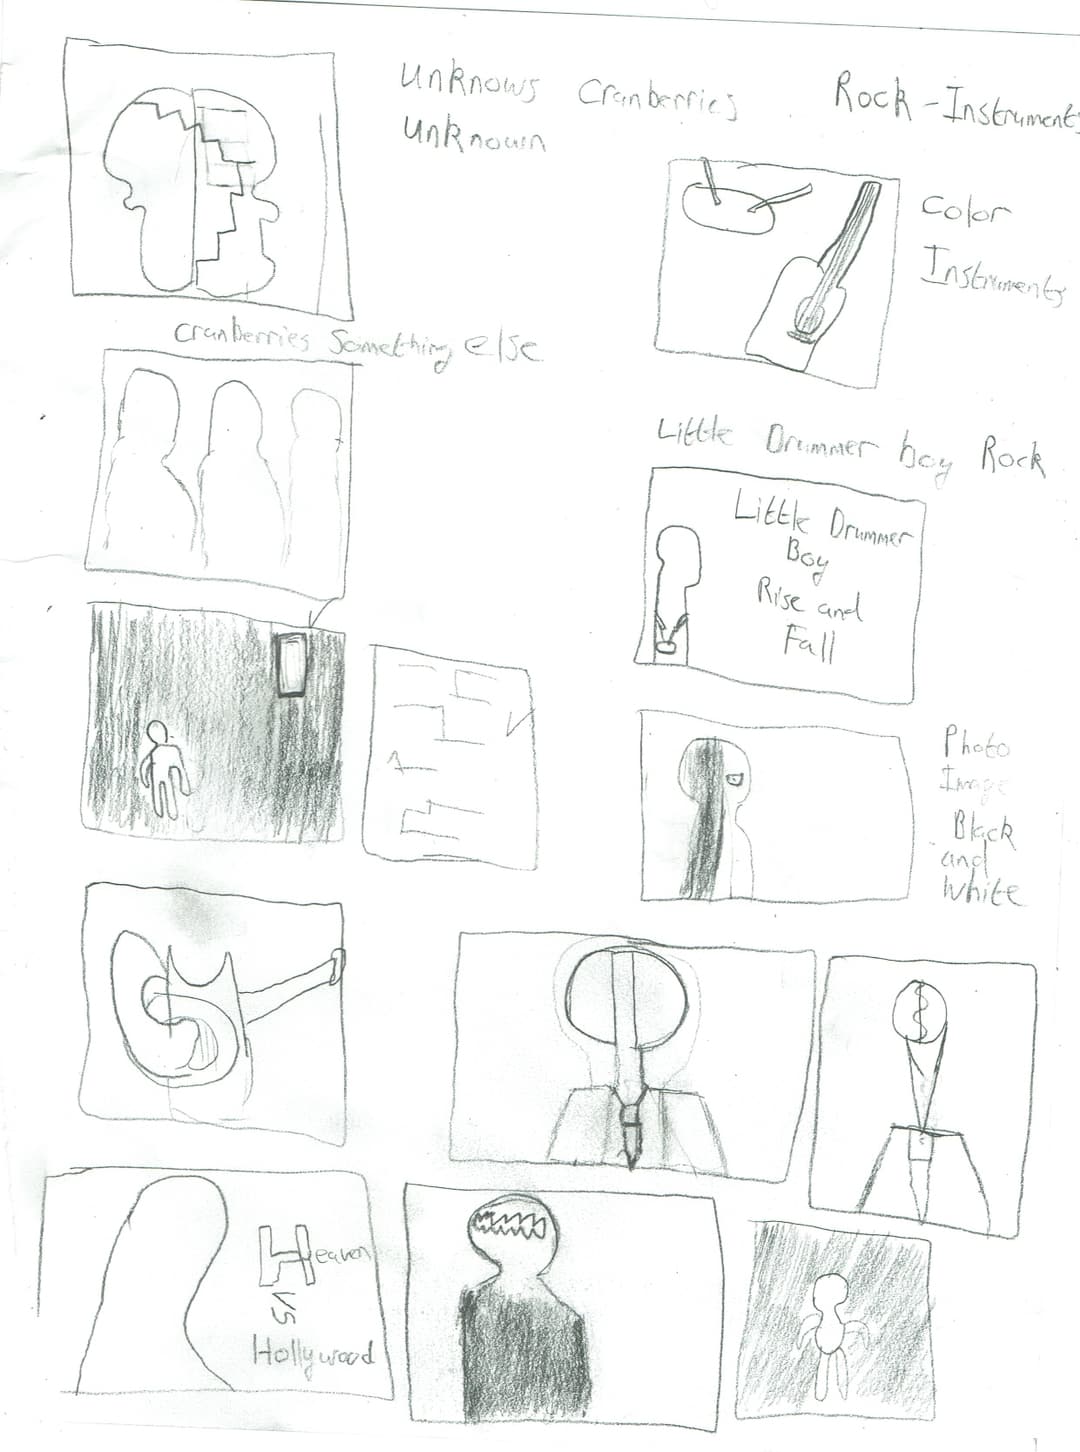 Unknows Cranberries Rock - Instruments
Unknown
Color
Instruments
Cranberries Something else
Little Drummer boy Rock
Little Drummer
Boy
Rise and
Fall
Photo
Image
Black
and
White
Heaven
VS
Hollywood